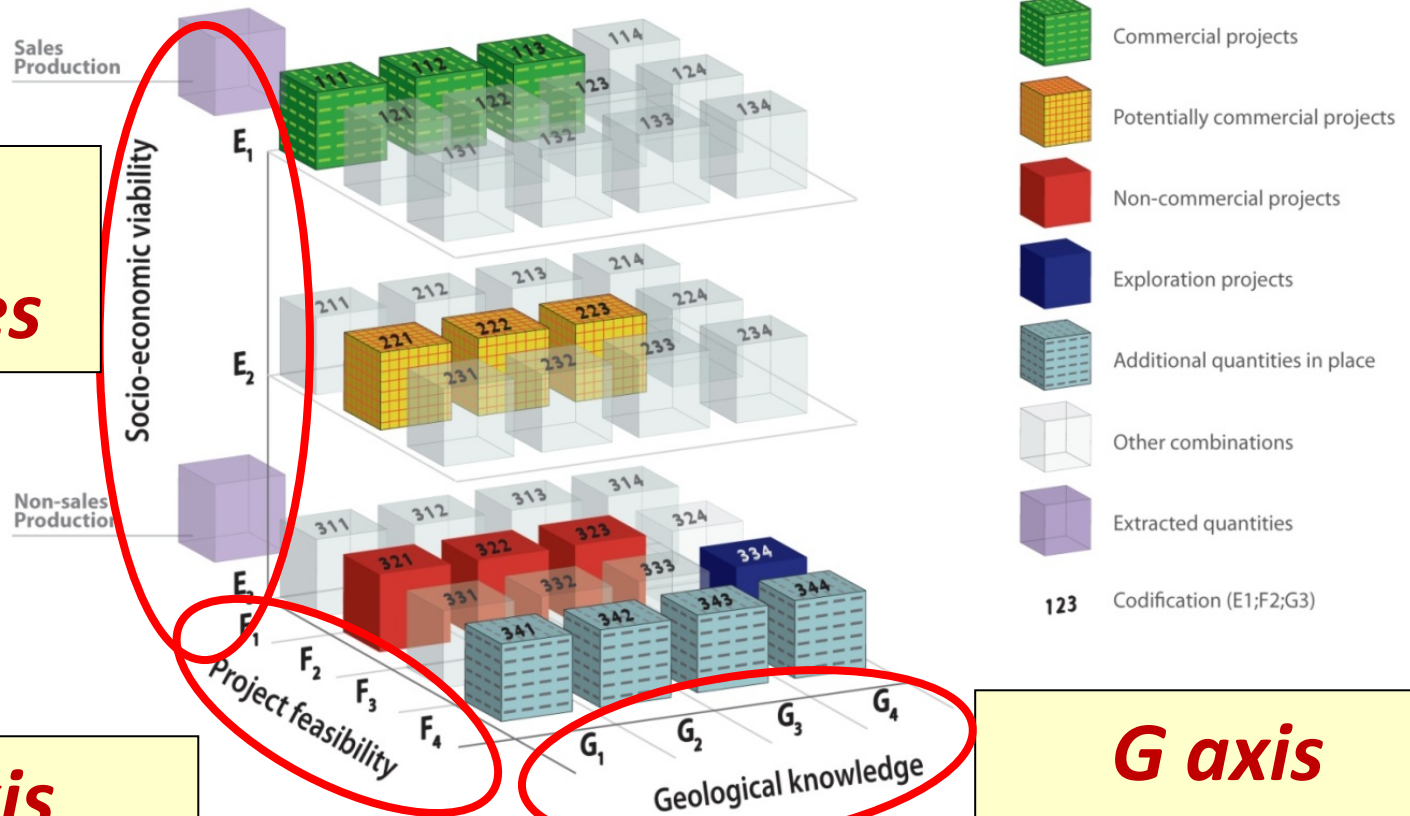 Sales
Production
Socio-economic viability
E1
111
112
113
114
121
122
123
124
131
132
133
134
E2
211
212
213
214
221
222
223
224
231
232
233
234
Non-sales
Production
E3
311
312
313
314
321
322
323
324
331
332
333
334
341
342
343
344
F1
F2
F3
F4
Project feasibility
G1
G2
G3
G4
Geological knowledge
Commercial projects
Potentially commercial projects
Non-commercial projects
Exploration projects
Additional quantities in place
Other combinations
Extracted quantities
123 Codification (E1;F2;G3)
es
is
G axis